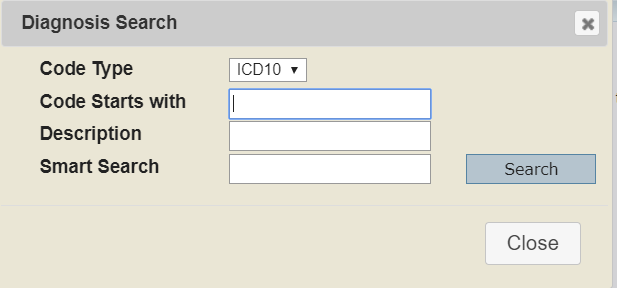 Diagnosis Search
Code Type ICD10
Code Starts with
Description
Smart Search Search
Close